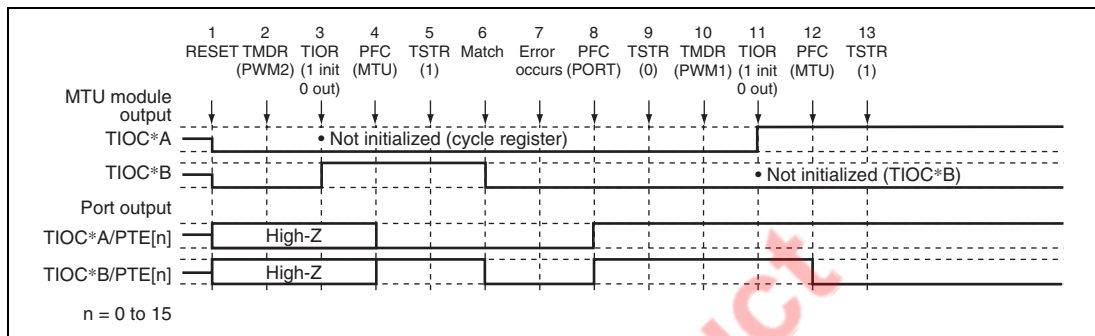 1 2 3 4 5 6 7 8 9 10 11 12 13
RESET TMDR TIOR PFC TSTR Match Error PFC TSTR TMDR TIOR PFC TSTR
(PWM2) (1 init (MTU) (1) occurs (PORT) (0) (PWM1) (1 init (MTU) (1)
0 out) 0 out)
MTU module
output
TIOC*A
• Not initialized (cycle register)
TIOC*B
• Not initialized (TIOC*B)
Port output
TIOC*A/PTE[n]
High-Z
TIOC*B/PTE[n]
High-Z
n = 0 to 15